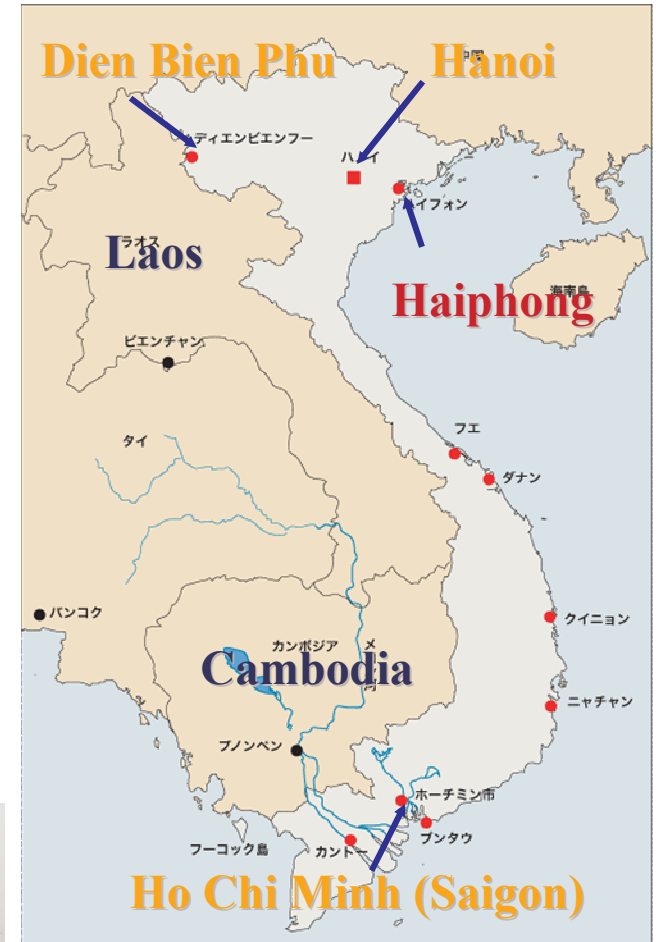 Dien Bien Phu
Hanoi
中国
ディエンビエンフー
ハノイ
ハイフォン
Laos
ラオス
Haiphong
海南島
ビエンチャン
フエ
タイ
ダナン
バンコク
クイニョン
カンボジア
Cambodia
ニャチャン
プノンペン
ホーチミン市
ブンタウ
フーコック島
カントー
Ho Chi Minh (Saigon)